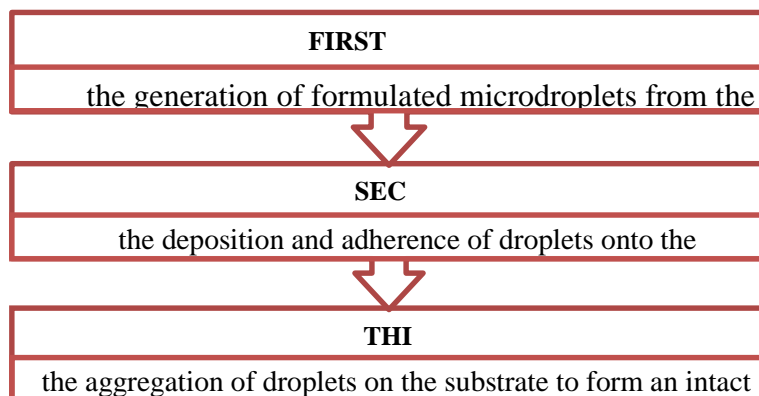 FIRST
the generation of formulated microdroplets from the
SEC
the deposition and adherence of droplets onto the
THI
the aggregation of droplets on the substrate to form an intact